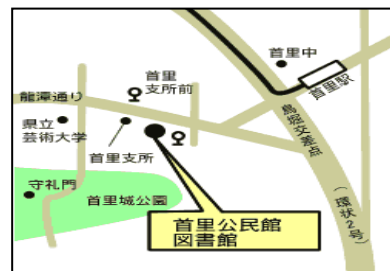 首里中
首里駅
首里
支所前
龍潭通り
県立
芸術大学
首里支所
鳥堀交差点
守礼門
首里城公園
(環状2号)
首里公民館
図書館